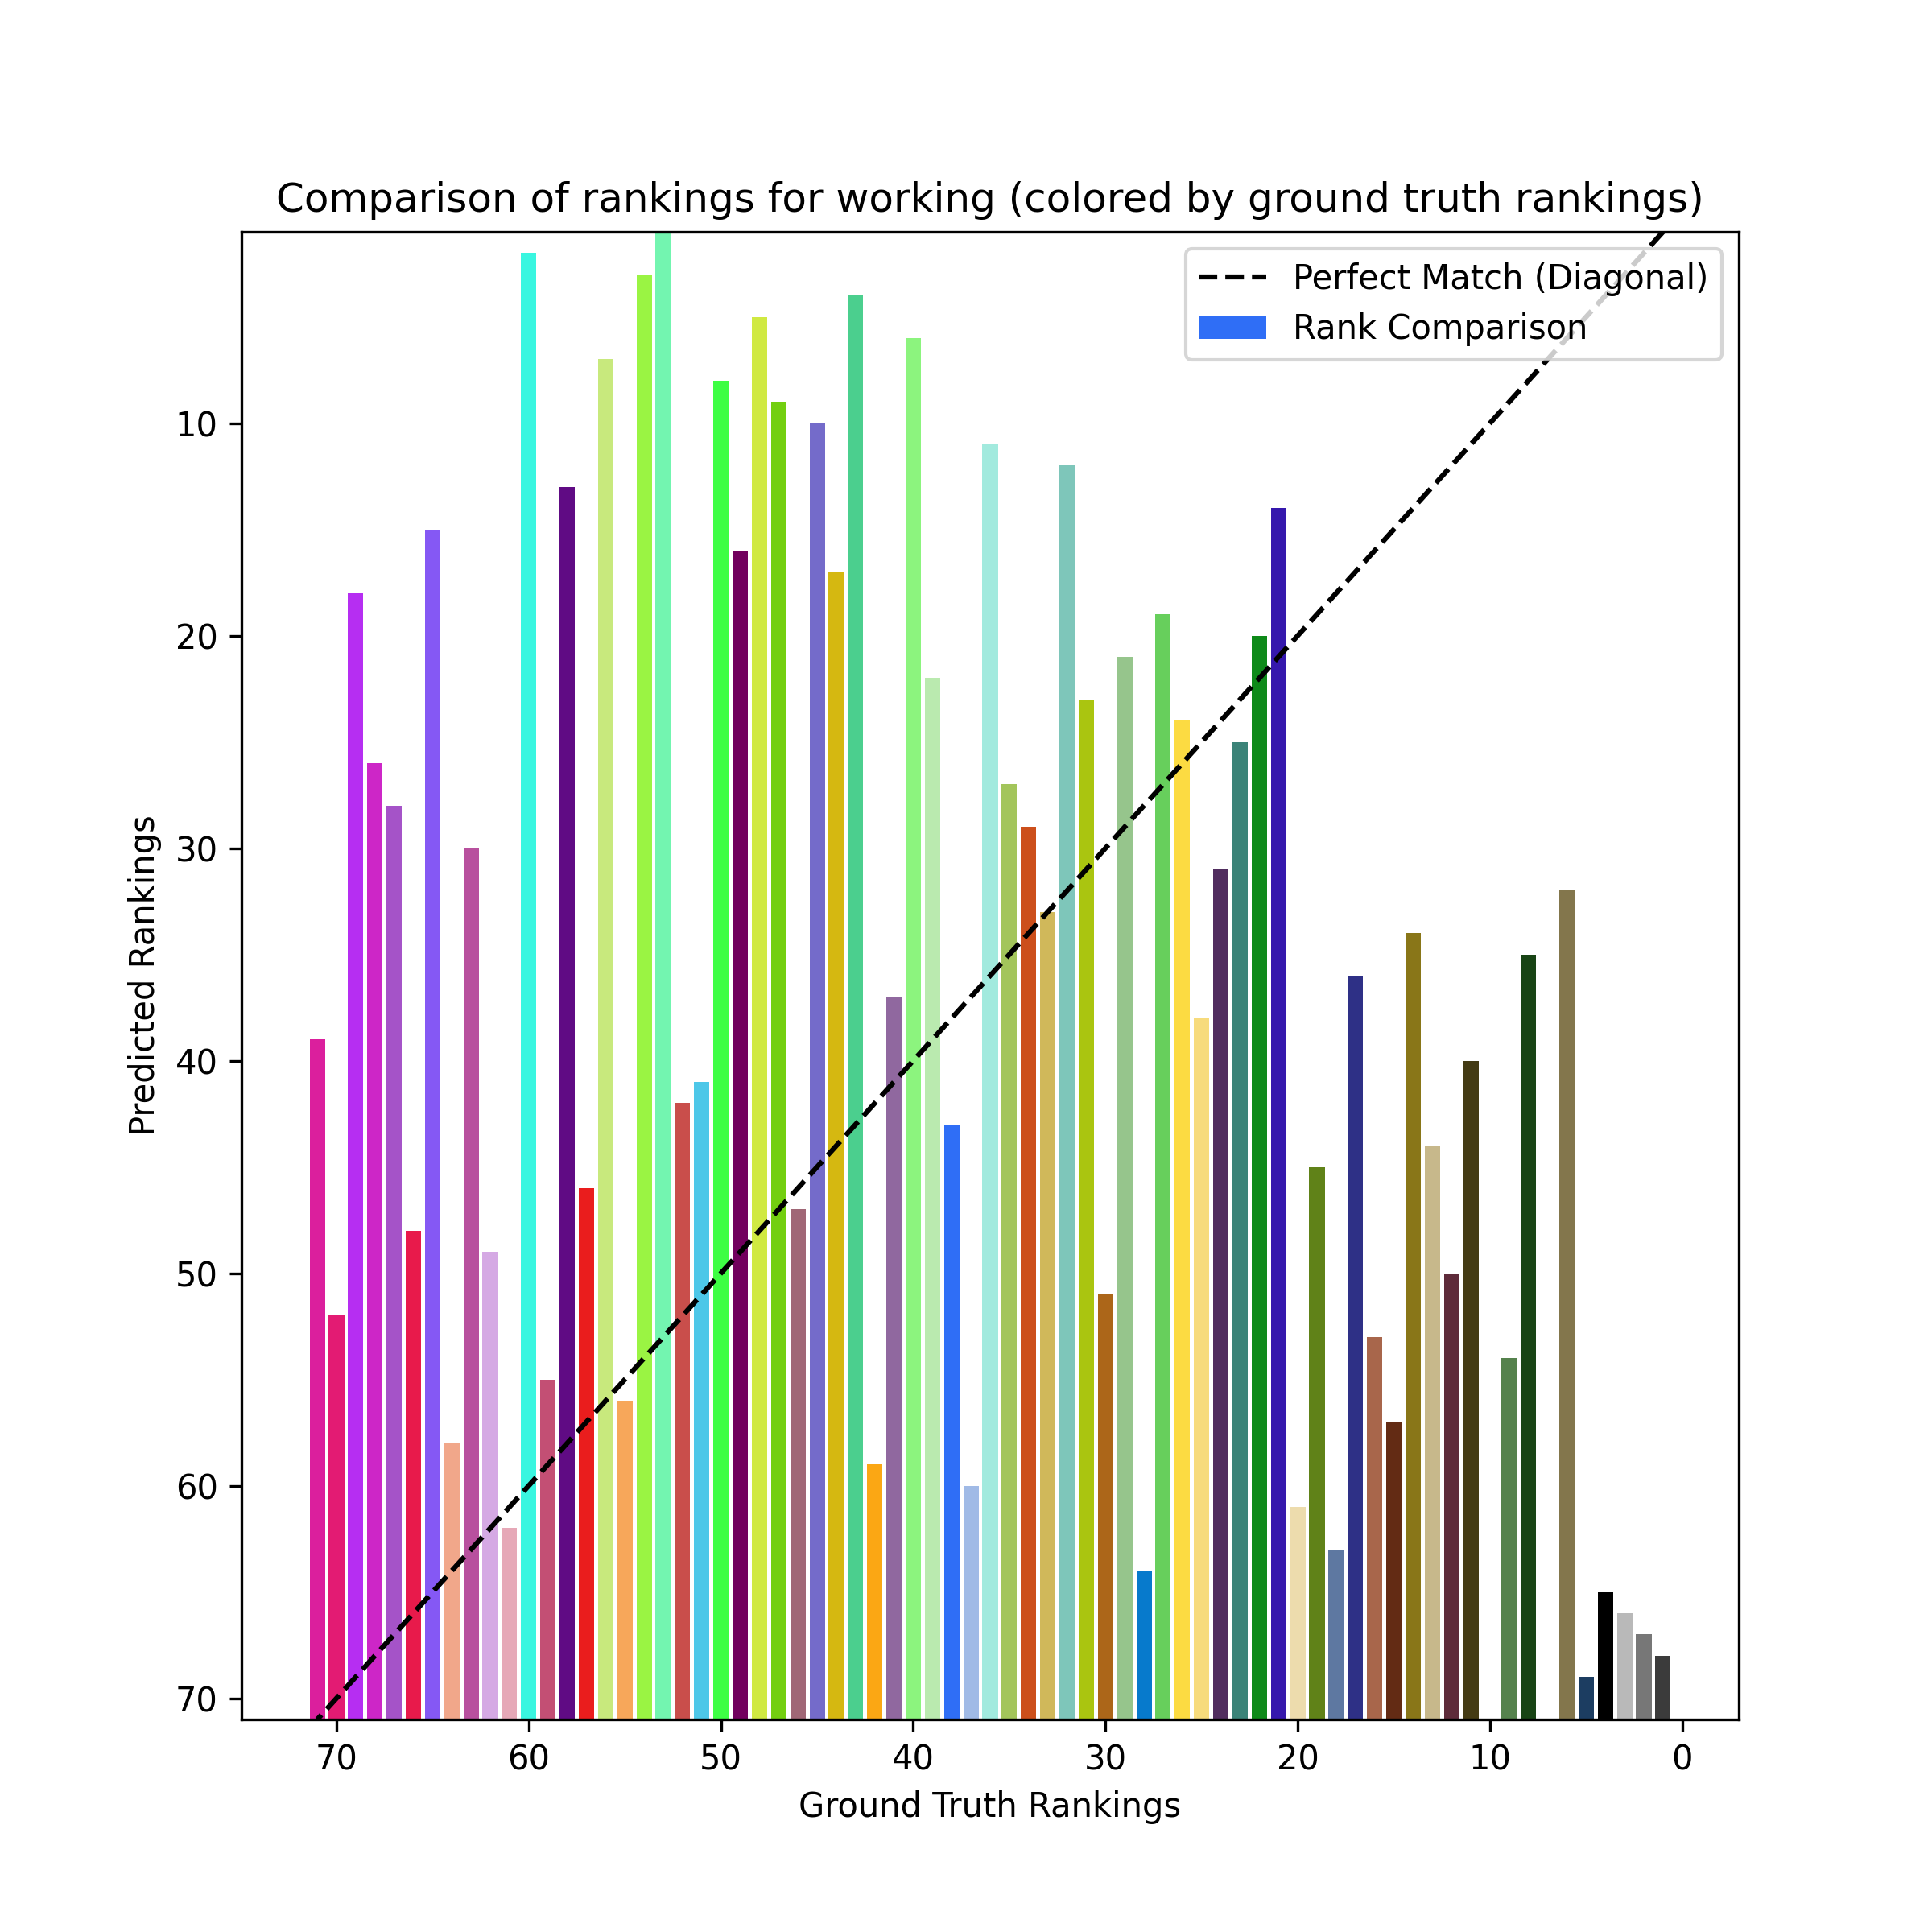 Comparison of rankings for working (colored by ground truth rankings)
Perfect Match (Diagonal)
Rank Comparison
Predicted Rankings
10
20
30
40
50
60
70
70 60 50 40 30 20 10 0
Ground Truth Rankings